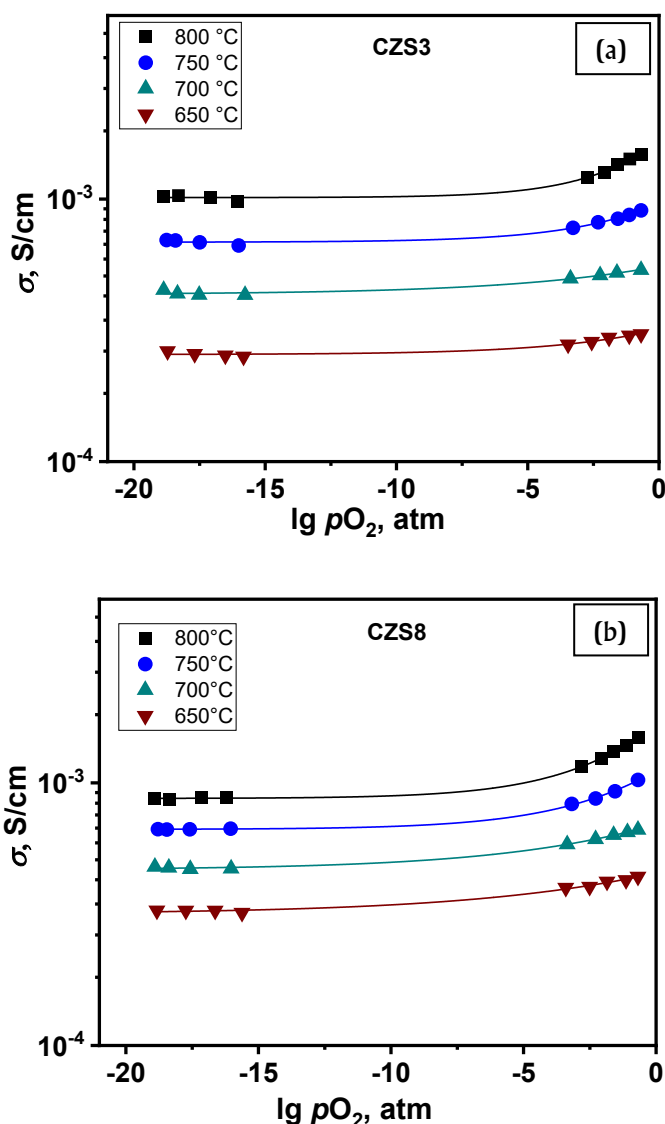 CZS3
(a)
800 °C
750 °C
700 °C
650 °C
σ, S/cm
10⁻³
10⁻⁴
-20 -15 -10 -5 0
lg pO₂, atm
CZS8
(b)
800°C
750°C
700°C
650°C
σ, S/cm
10⁻³
10⁻⁴
-20 -15 -10 -5 0
lg pO₂, atm